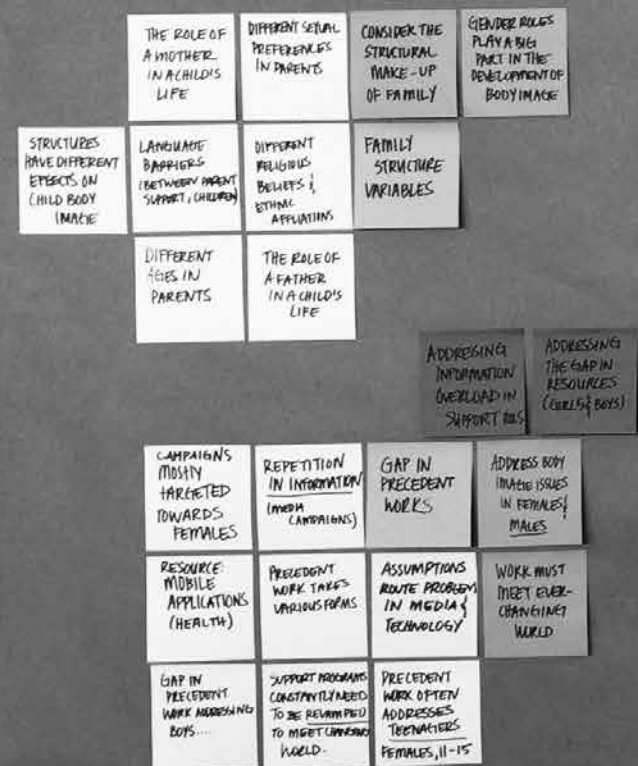 THE ROLE OF
A MOTHER
IN A CHILD'S
LIFE
DIFFERENT SEXUAL
PREFERENCES
IN PARENTS
CONSIDER THE
STRUCTURAL
MAKE-UP
OF FAMILY
GENDER ROLES
PLAY A BIG
PART IN THE
DEVELOPMENT OF
BODY IMAGE
STRUCTURES
HAVE DIFFERENT
EFFECTS ON
CHILD BODY
IMAGE
LANGUAGE
BARRIERS
(BETWEEN PARENT
SUPPORT, CHILDREN)
DIFFERENT
RELIGIOUS
BELIEFS &
ETHNIC
AFFLIATIONS
FAMILY
STRUCTURE
VARIABLES
DIFFERENT
AGES IN
PARENTS
THE ROLE OF
A FATHER
IN A CHILD'S
LIFE
ADDRESSING
INFORMATION
OVERLOAD IN
SUPPORT
ADDRESSING
THE GAP IN
RESOURCES
(GIRLS & BOYS)
CAMPAIGNS
MOSTLY
TARGETED
TOWARDS
FEMALES
REPETITION
IN INFORMATION
(MEDIA
CAMPAIGNS)
GAP IN
PRECEDENT
WORKS
ADDRESS BODY
IMAGE ISSUES
IN FEMALES &
MALES
RESOURCE:
MOBILE
APPLICATIONS
(HEALTH)
PRECEDENT
WORK TAKES
VARIOUS FORMS
ASSUMPTIONS
ROUTE PROBLEM
IN MEDIA &
TECHNOLOGY
WORK MUST
MEET EVER-
CHANGING
WORLD
GAP IN
PRECEDENT
WORK ADDRESSING
BOYS....
SUPPORT PROGRAMS
CONSTANTLY NEED
TO BE REVAMPED
TO MEET CHANGING
WORLD.
PRECEDENT
WORK OFTEN
ADDRESSES
TEENAGERS
FEMALES, 11-15